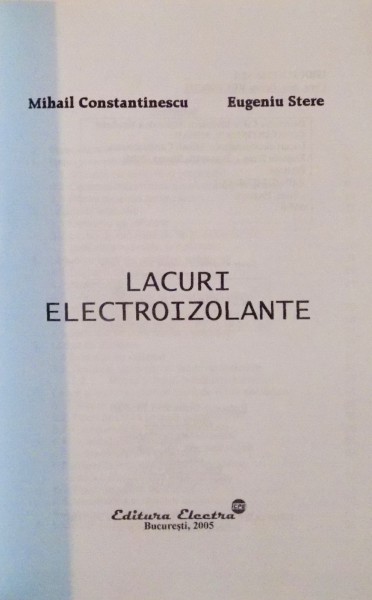 Mihail Constantinescu Eugeniu Stere
LACURI
ELECTROIZOLANTE
Editura Electra
București, 2005